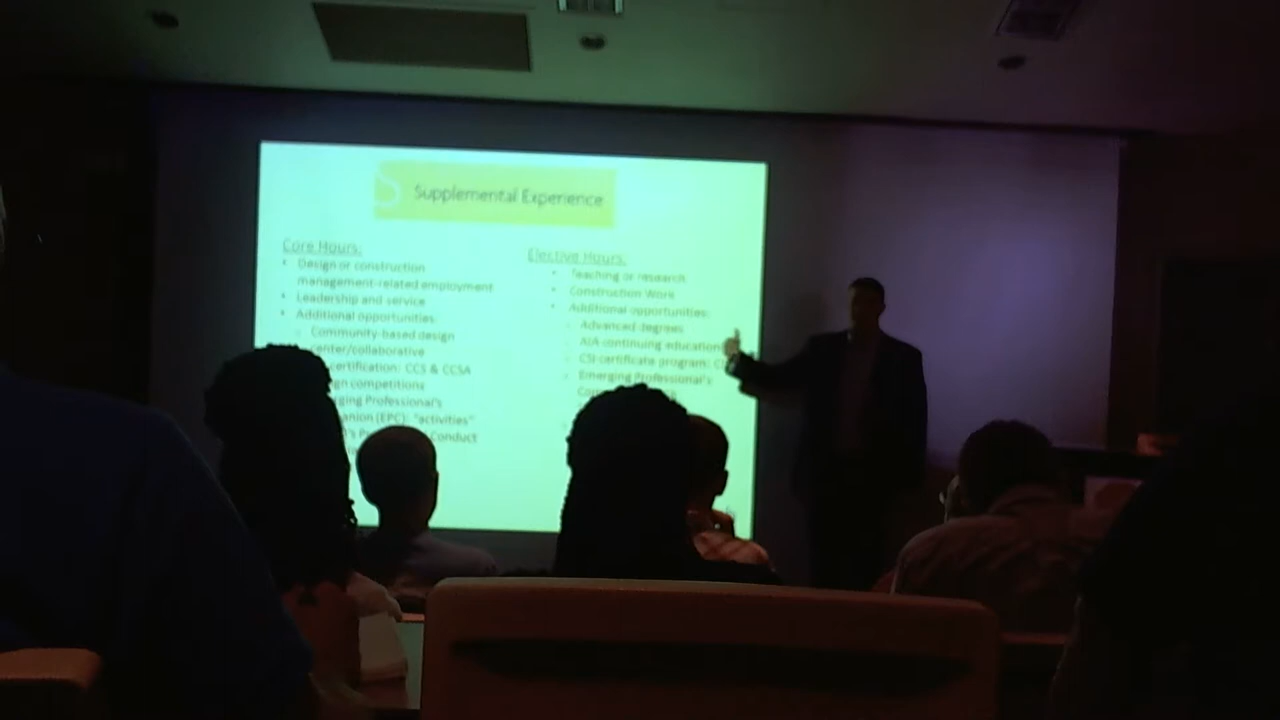 S Supplemental Experience
Core Hours:
Design or construction
management-related employment
Leadership and service
Additional opportunities:
Community-based design
center/collaborative
certification: CCS & CCSA
competitions
Professional's
(EPC): "activities"
Conduct
Elective Hours:
Teaching or research
Construction Work
Additional opportunities:
Advanced degrees
AIA continuing education
CSI certificate program:
Emerging Professional's